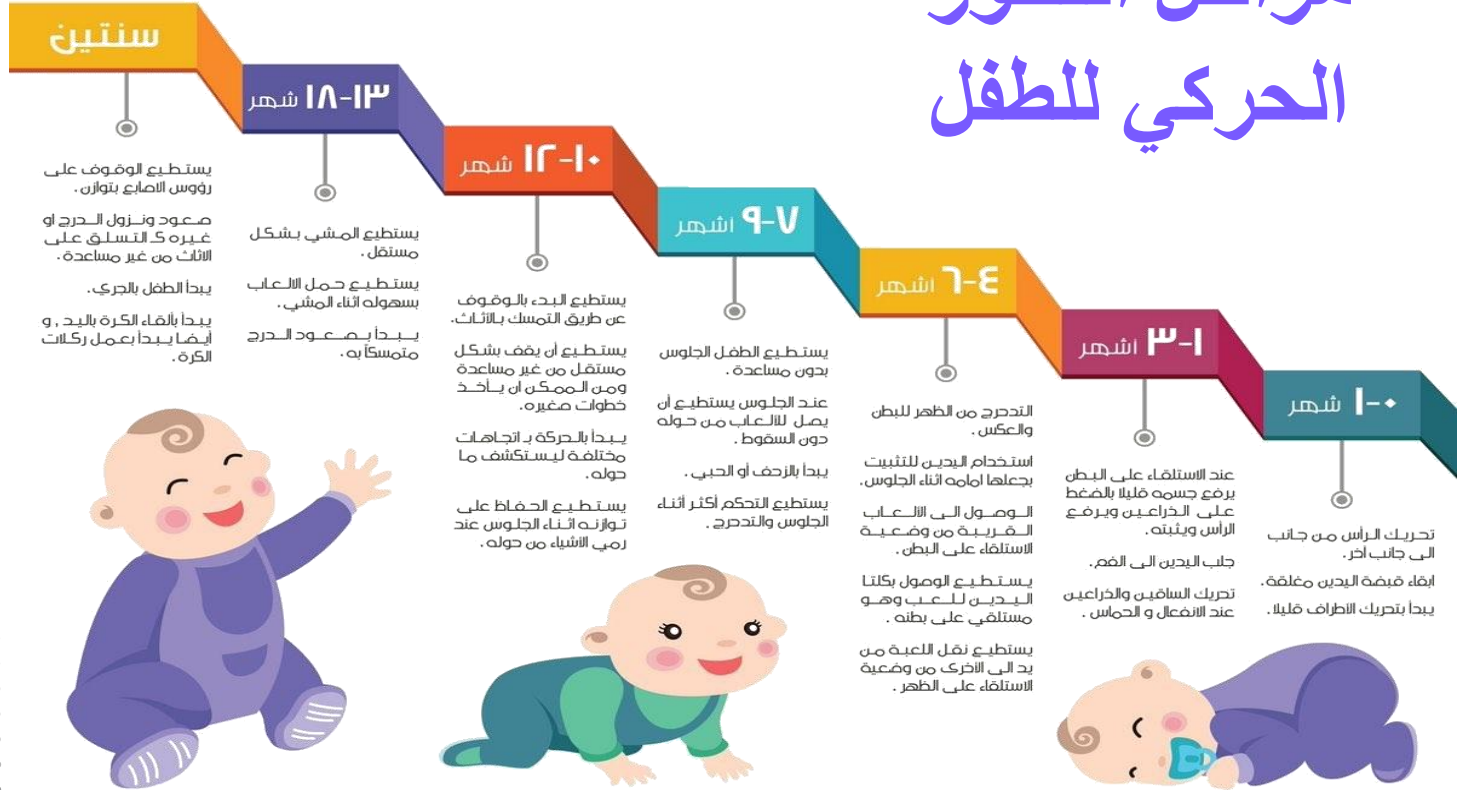 مراحل التطور
الحركي للطفل
٠-١ شهر
تحريك الرأس من جانب
الى جانب آخر.
ابقاء قبضة اليدين مغلقة.
يبدأ بتحريك الاطراف قليلا.
١-٣ اشهر
عند الاستلقاء على البطن
يرفع جسمه قليلا بالضغط
على الذراعين ويرفع
الرأس ويثبته.
جلب اليدين الى الفم.
تحريك الساقين والذراعين
عند الانفعال و الحماس.
٤-٦ اشهر
التدحرج من الظهر للبطن
والعكس.
استخدام اليدين للتثبيت
بجعلها امامه اثناء الجلوس.
الوصول الى الألعاب
القريبة من وضعية
الاستلقاء على البطن.
يستطيع الوصول بكلتا
اليدين للعب وهو
مستلقي على بطنه.
يستطيع نقل اللعبة من
يد الى الأخرى من وضعية
الاستلقاء على الظهر.
٧-٩ اشهر
يستطيع الطفل الجلوس
بدون مساعدة.
عند الجلوس يستطيع أن
يصل للألعاب من حوله
دون السقوط.
يبدأ بالزحف أو الحبي.
يستطيع التحكم أكثر أثناء
الجلوس والتدحرج.
١٠-١٢ شهر
يستطيع البدء بالوقوف
عن طريق التمسك بالأثاث.
يستطيع أن يقف بشكل
مستقل من غير مساعدة
ومن الممكن ان يأخذ
خطوات صغيره.
يبدأ بالحركة بـ اتجاهات
مختلفة ليستكشف ما
حوله.
يستطيع الحفاظ على
توازنه اثناء الجلوس عند
رمي الأشياء من حوله.
١٣-١٨ شهر
يستطيع المشي بشكل
مستقل.
يستطيع حمل الالعاب
بسهوله اثناء المشي.
يبدأ بصعود الدرج
متمسكاً به.
سنتين
يستطيع الوقوف على
رؤوس الاصابع بتوازن.
صعود ونزول الدرج او
غيره كـ التسلق على
الاثاث من غير مساعدة.
يبدأ الطفل بالجري.
يبدأ بألقاء الكرة باليد , و
أيضا يبدأ بعمل ركلات
الكرة.